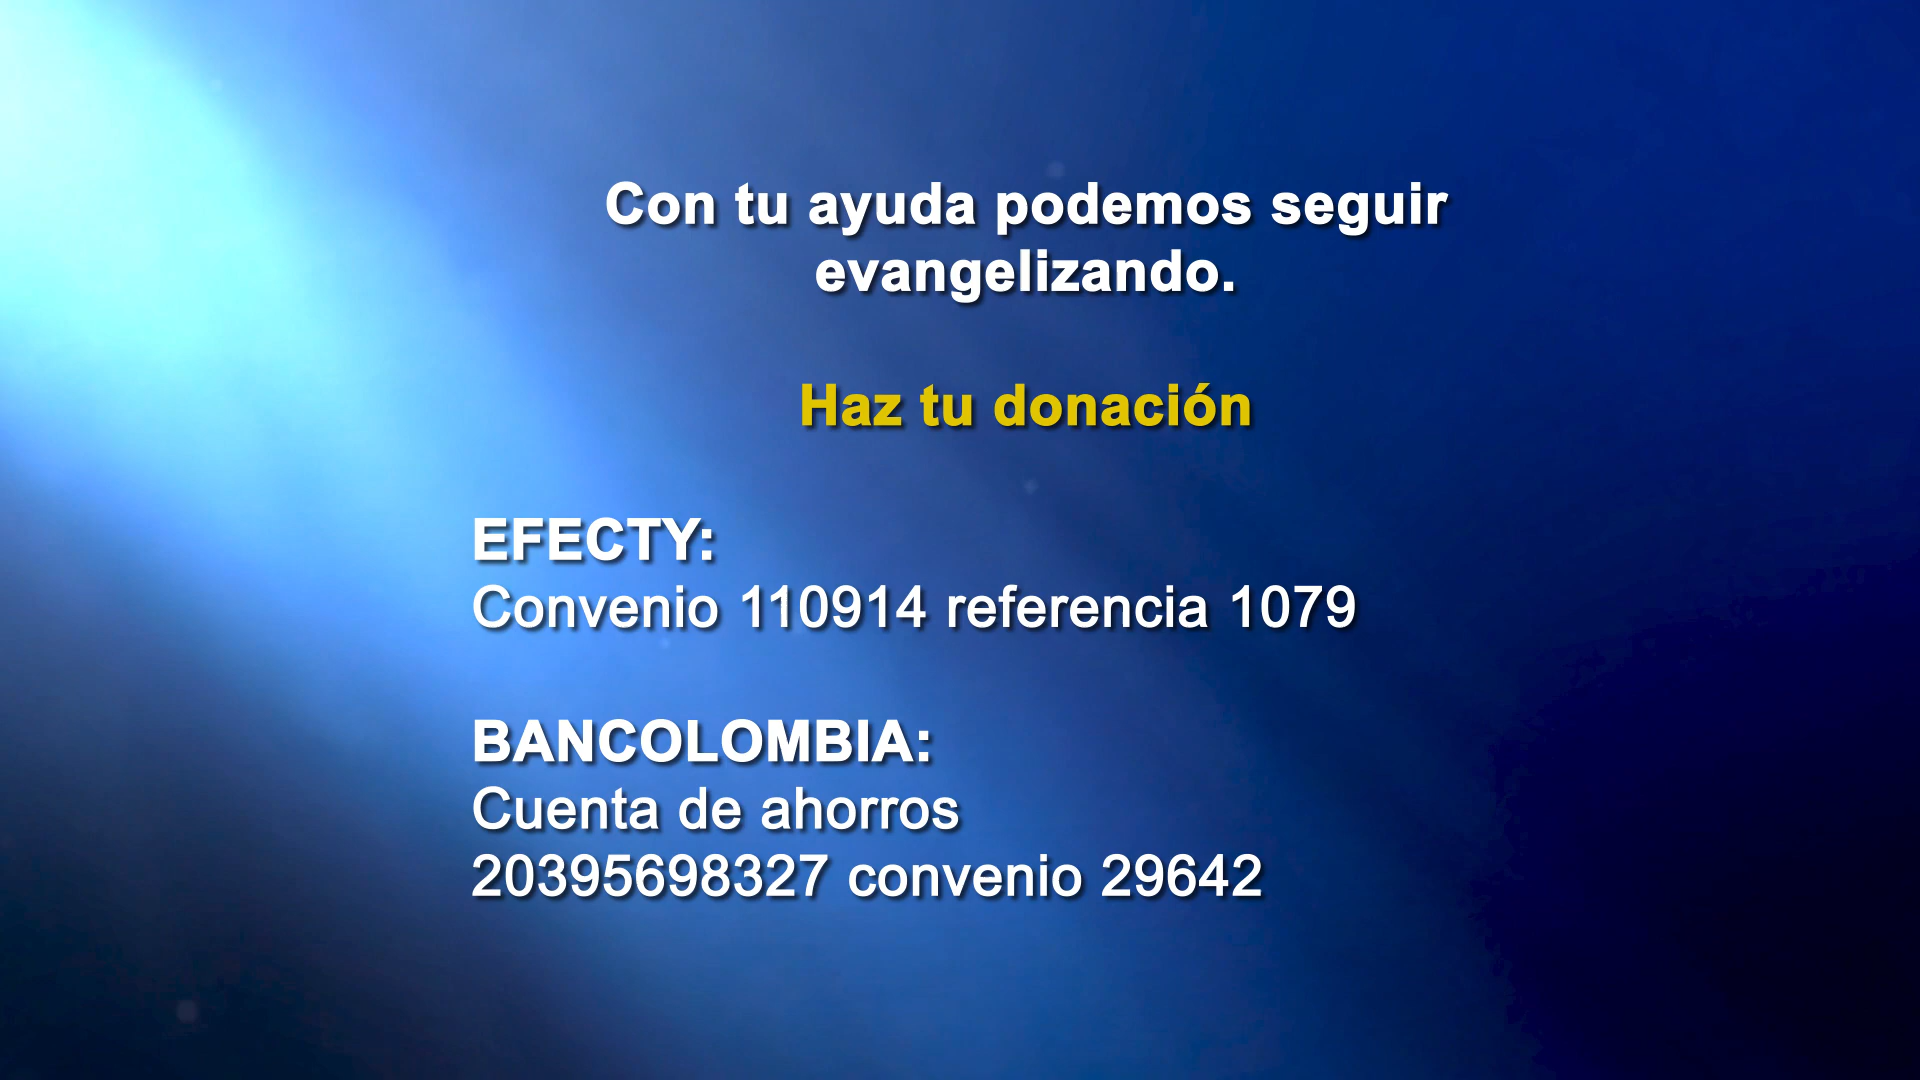 Con tu ayuda podemos seguir
evangelizando.
Haz tu donación
EFECTY:
Convenio 110914 referencia 1079
BANCOLOMBIA:
Cuenta de ahorros
20395698327 convenio 29642